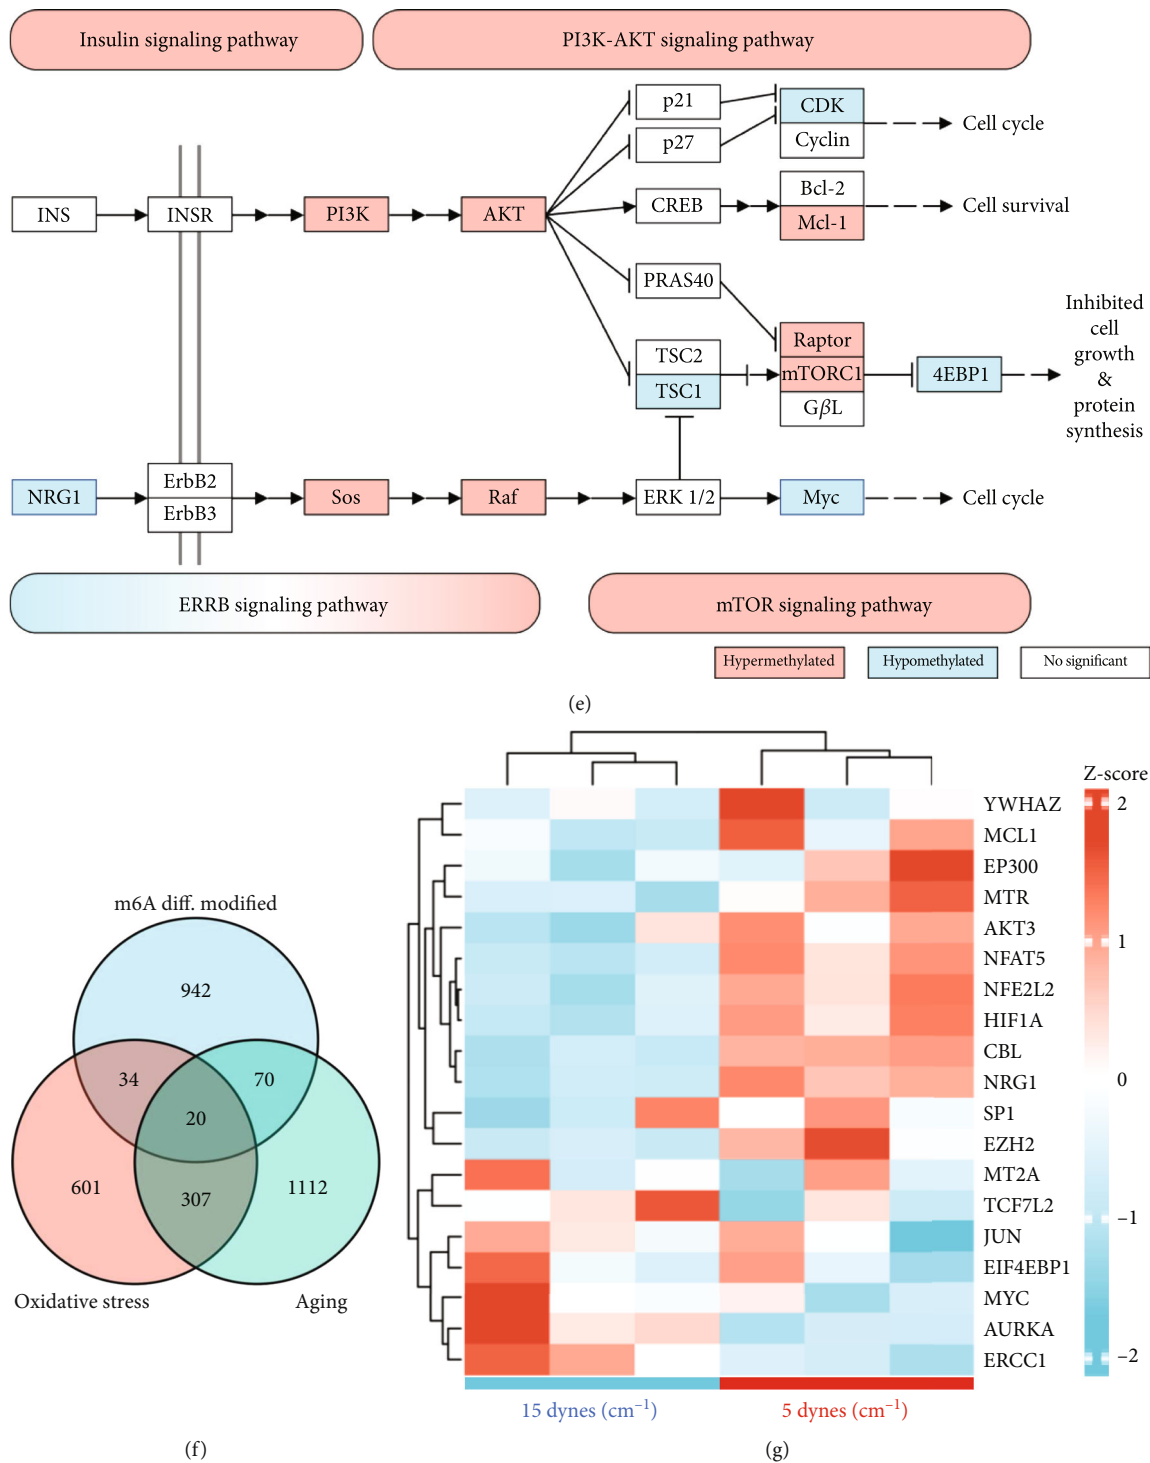 Insulin signaling pathway
PI3K-AKT signaling pathway
p21
CDK
p27
Cyclin
Cell cycle
INS
INSR
PI3K
AKT
CREB
Bcl-2
Mcl-1
Cell survival
PRAS40
Raptor
TSC2
mTORC1
TSC1
GβL
4EBP1
Inhibited
cell
growth
&
protein
synthesis
NRG1
ErbB2
ErbB3
Sos
Raf
ERK 1/2
Myc
Cell cycle
ERRB signaling pathway
mTOR signaling pathway
Hypermethylated
Hypomethylated
No significant
(e)
m6A diff. modified
942
34
70
20
601
307
1112
Oxidative stress
Aging
(f)
Z-score
2
1
0
−1
−2
YWHAZ
MCL1
EP300
MTR
AKT3
NFAT5
NFE2L2
HIF1A
CBL
NRG1
SP1
EZH2
MT2A
TCF7L2
JUN
EIF4EBP1
MYC
AURKA
ERCC1
15 dynes (cm⁻¹)
5 dynes (cm⁻¹)
(g)